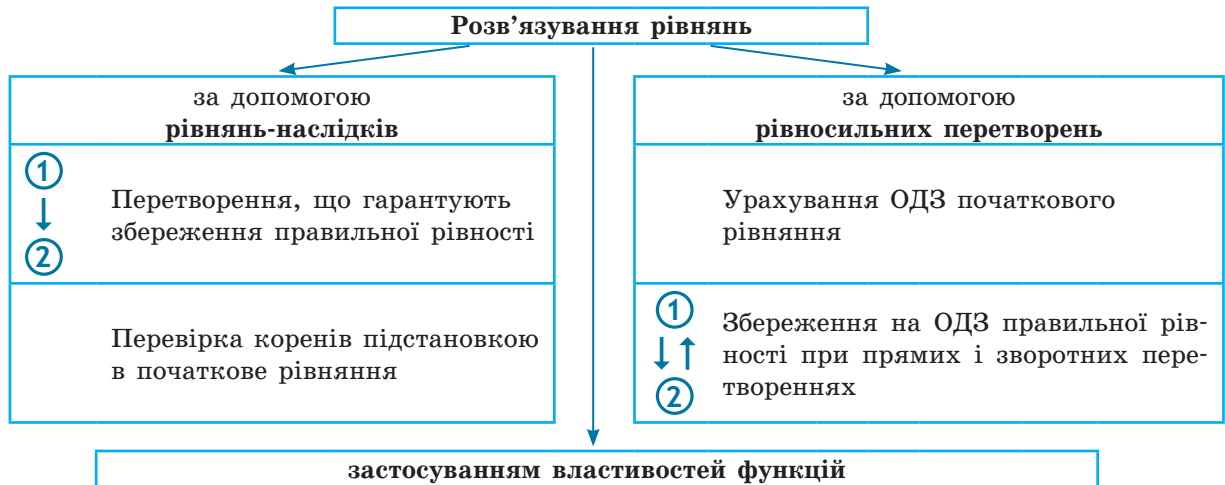 Розв’язування рівнянь
за допомогою
рівнянь-наслідків
1
↓
2
Перетворення, що гарантують
збереження правильної рівності
Перевірка коренів підстановкою
в початкове рівняння
за допомогою
рівносильних перетворень
Урахування ОДЗ початкового
рівняння
1
↓↑
2
Збереження на ОДЗ правильної рів-
ності при прямих і зворотних пере-
твореннях
застосуванням властивостей функцій